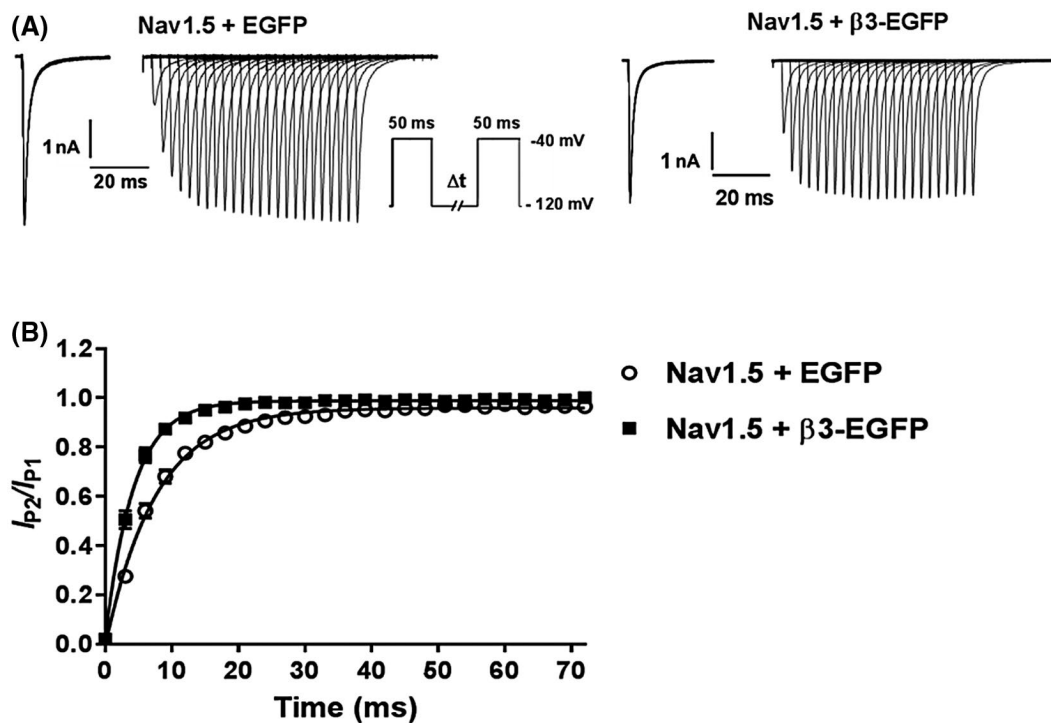 (A)
Nav1.5 + EGFP
Nav1.5 + β3-EGFP
1 nA
20 ms
50 ms
50 ms
-40 mV
Δt
- 120 mV
1 nA
20 ms
(B)
1.2
1.0
0.8
0.6
0.4
0.2
0.0
IP2/IP1
0 10 20 30 40 50 60 70
Time (ms)
Nav1.5 + EGFP
Nav1.5 + β3-EGFP